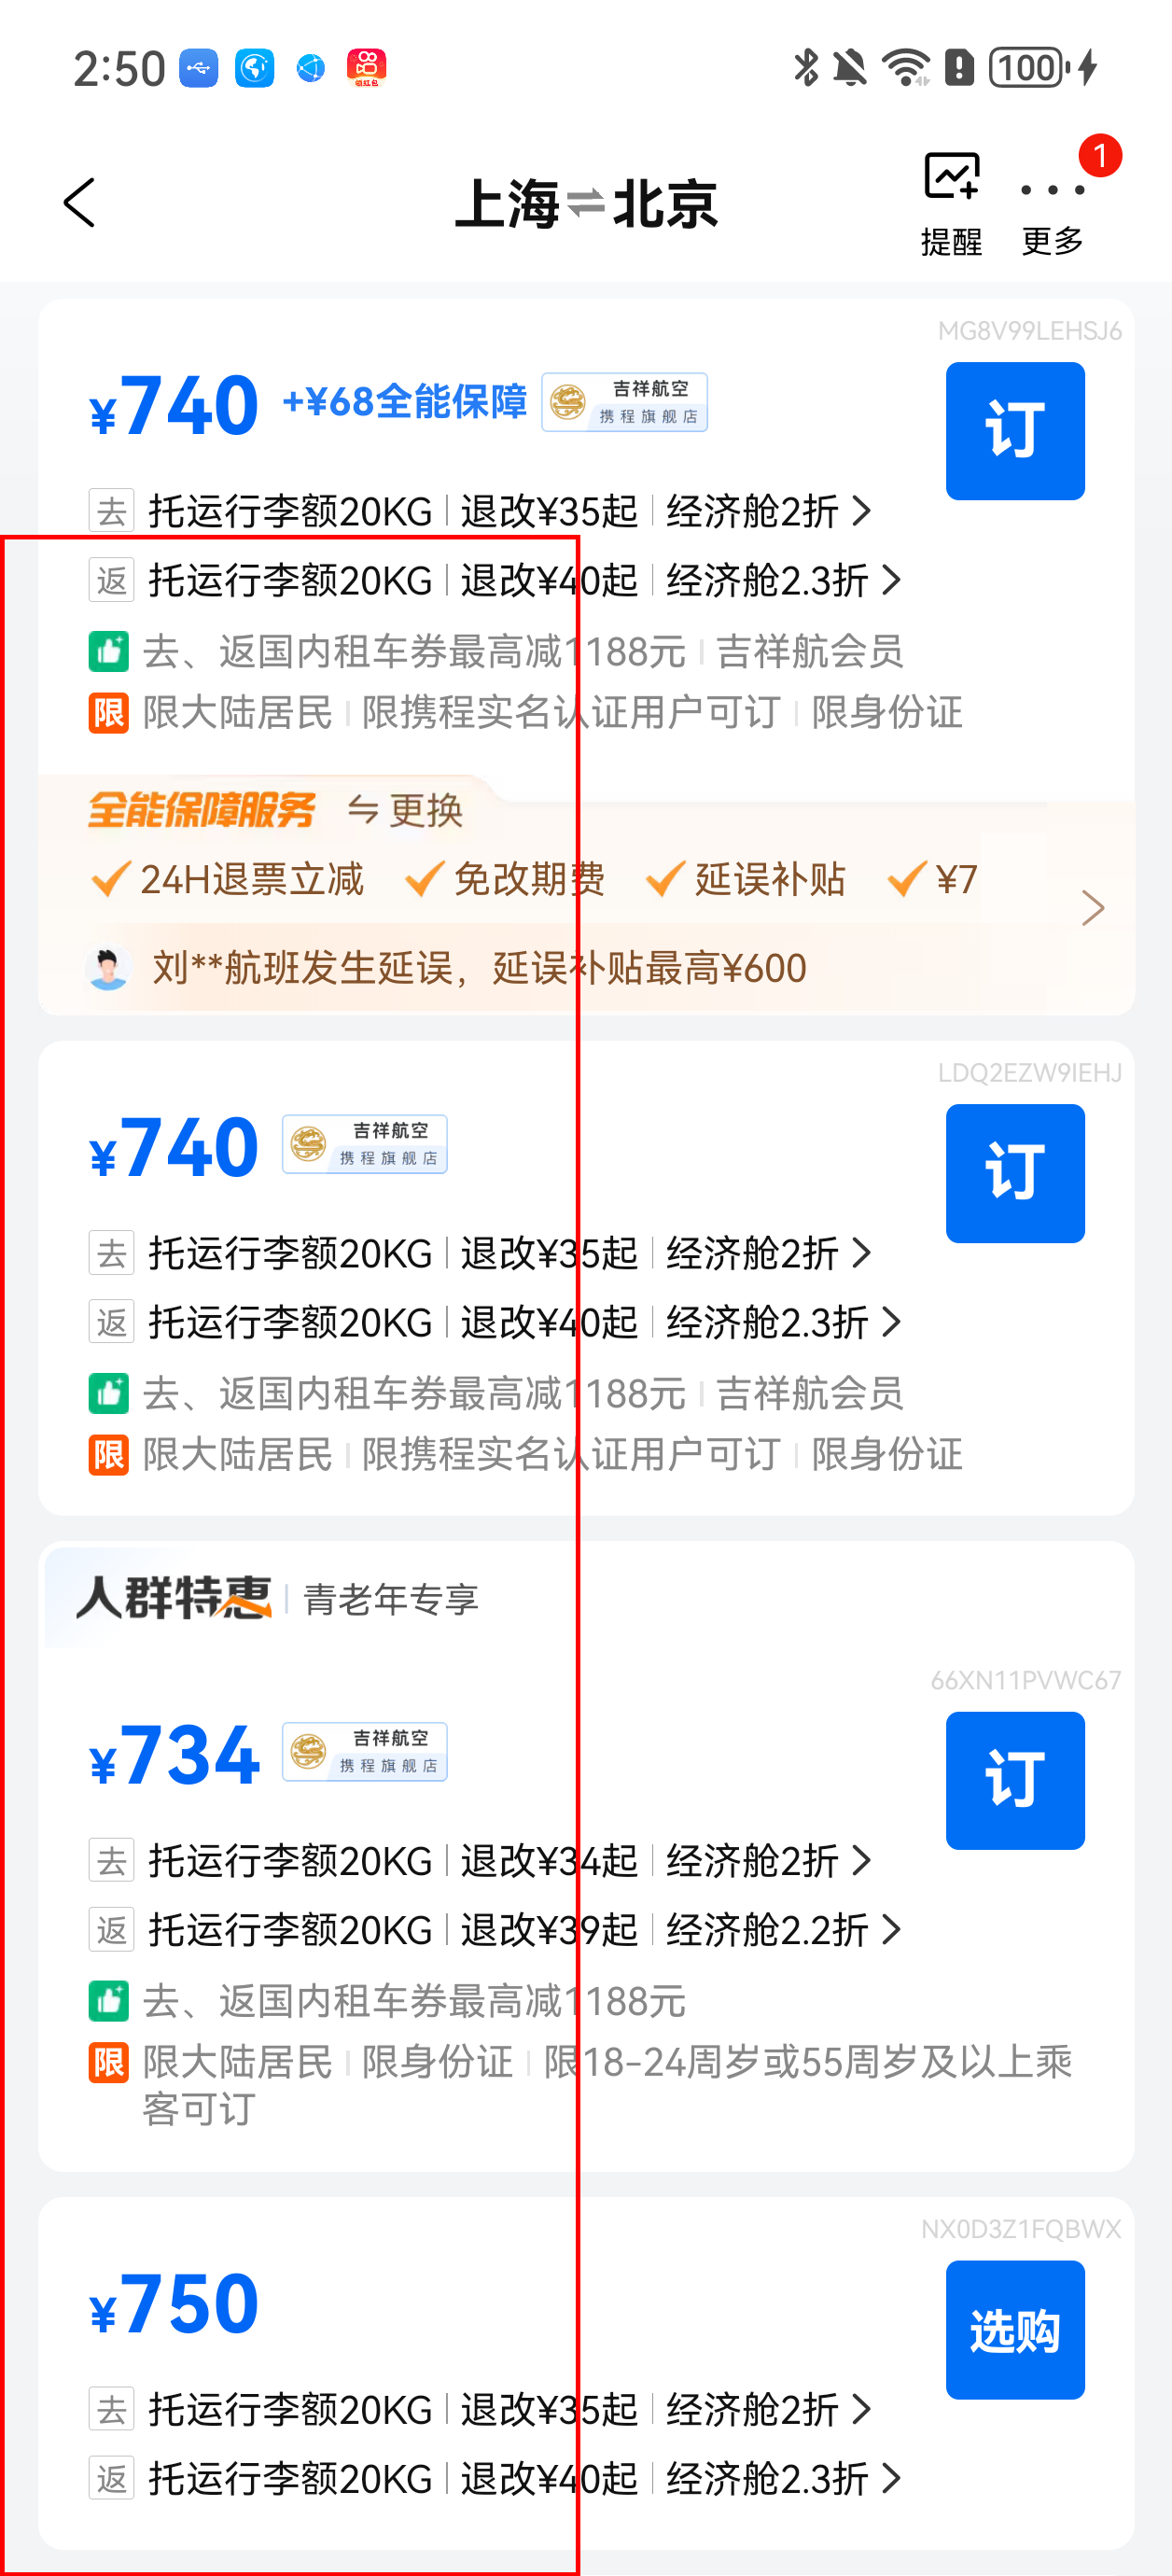 2:50
领红包
100
上海⇌北京
提醒
更多
1
MG8V99LEHSJ6
¥740 +¥68全能保障 吉祥航空
携程旗舰店
订
去 托运行李额20KG | 退改¥35起 | 经济舱2折 >
返 托运行李额20KG | 退改¥40起 | 经济舱2.3折 >
去、返国内租车券最高减1188元 | 吉祥航会员
限 限大陆居民 | 限携程实名认证用户可订 | 限身份证
全能保障服务 ⇋更换
24H退票立减 免改期费 延误补贴 ¥7
刘**航班发生延误，延误补贴最高¥600
LDQ2EZW9IEHJ
¥740 吉祥航空
携程旗舰店
订
去 托运行李额20KG | 退改¥35起 | 经济舱2折 >
返 托运行李额20KG | 退改¥40起 | 经济舱2.3折 >
去、返国内租车券最高减1188元 | 吉祥航会员
限 限大陆居民 | 限携程实名认证用户可订 | 限身份证
人群特惠 | 青老年专享
66XN11PVWC67
¥734 吉祥航空
携程旗舰店
订
去 托运行李额20KG | 退改¥34起 | 经济舱2折 >
返 托运行李额20KG | 退改¥39起 | 经济舱2.2折 >
去、返国内租车券最高减1188元
限 限大陆居民 | 限身份证 | 限18-24周岁或55周岁及以上乘
客可订
NX0D3Z1FQBWX
¥750
选购
去 托运行李额20KG | 退改¥35起 | 经济舱2折 >
返 托运行李额20KG | 退改¥40起 | 经济舱2.3折 >